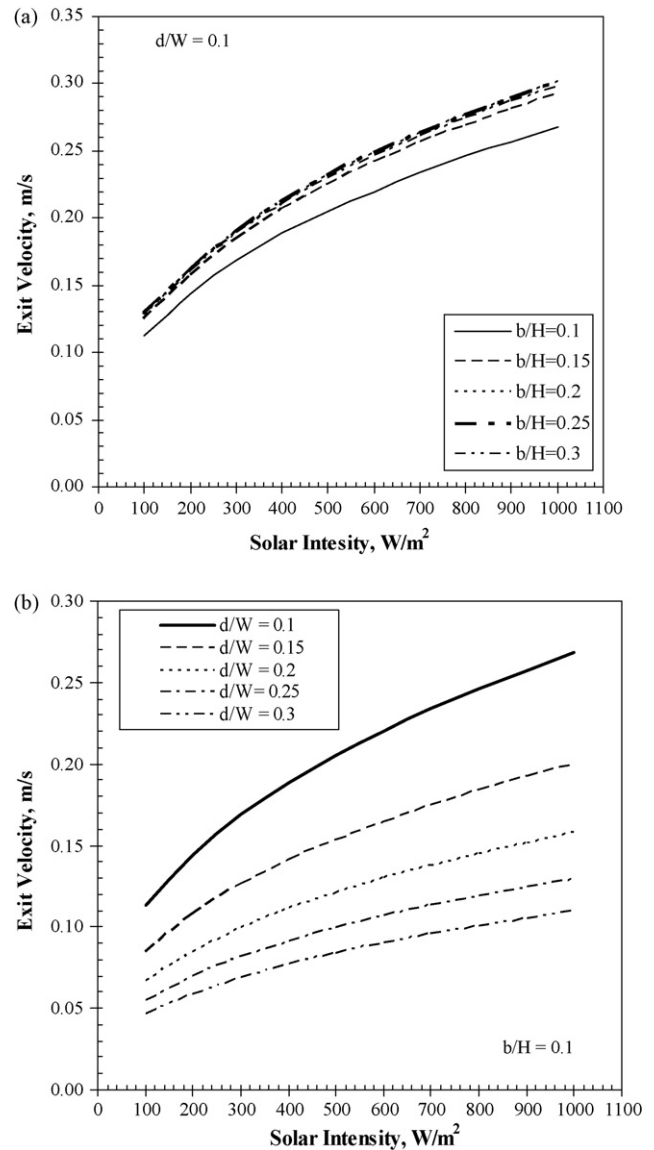 (a)
d/W = 0.1
0.35
0.30
0.25
0.20
0.15
0.10
0.05
0.00
Exit Velocity, m/s
b/H=0.1
b/H=0.15
b/H=0.2
b/H=0.25
b/H=0.3
0 100 200 300 400 500 600 700 800 900 1000 1100
Solar Intesity, W/m²
(b)
d/W = 0.1
d/W = 0.15
d/W = 0.2
d/W= 0.25
d/W = 0.3
0.30
0.25
0.20
0.15
0.10
0.05
0.00
Exit Velocity, m/s
b/H = 0.1
0 100 200 300 400 500 600 700 800 900 1000 1100
Solar Intensity, W/m²